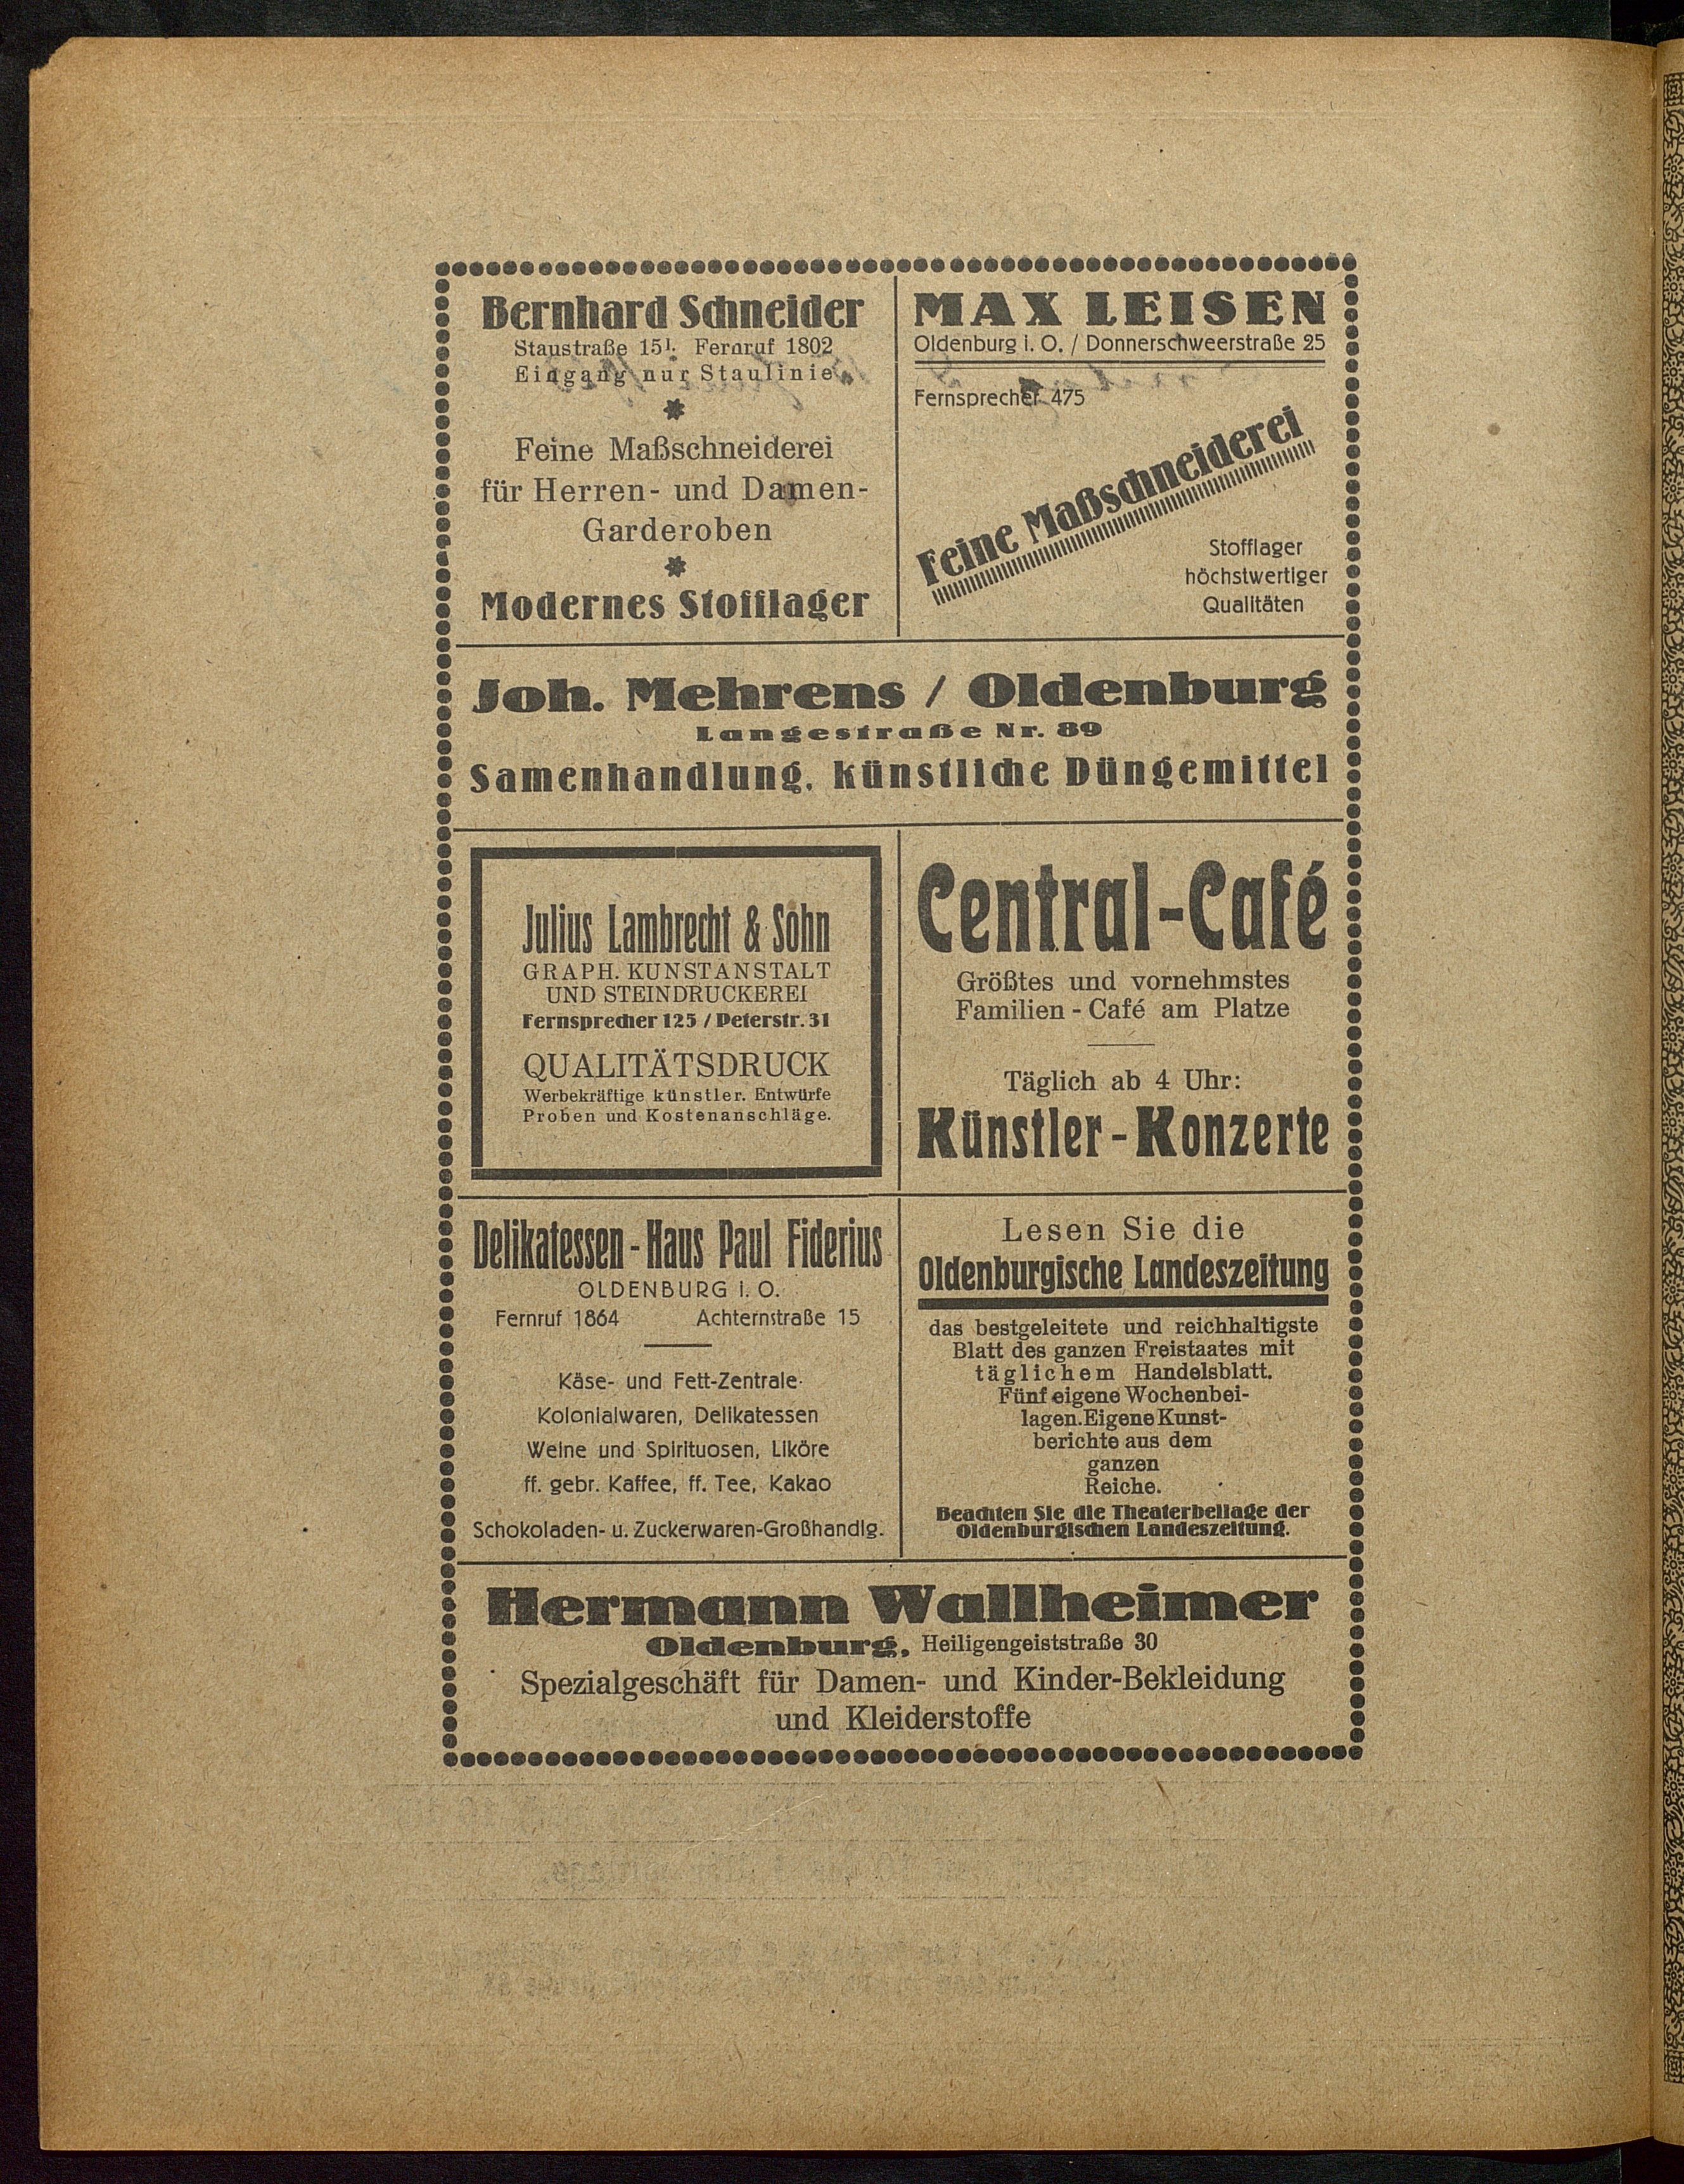 Bernhard Schneider
Staustraße 15I. Fernruf 1802
Eingang nur Staulinie
Feine Maßschneiderei
für Herren- und Damen-
Garderoben
Modernes Stofflager
MAX LEISEN
Oldenburg i. O. / Donnerschweerstraße 25
Fernsprecher 475
Feine Maßschneiderei
Stofflager
höchstwertiger
Qualitäten
Joh. Mehrens / Oldenburg
Langestraße Nr. 89
Samenhandlung, künstliche Düngemittel
Julius Lambrecht & Sohn
GRAPH. KUNSTANSTALT
UND STEINDRUCKEREI
Fernsprecher 125 / Peterstr. 31
QUALITÄTSDRUCK
Werbekräftige künstler. Entwürfe
Proben und Kostenanschläge.
Central-Café
Größtes und vornehmstes
Familien - Café am Platze
Täglich ab 4 Uhr:
Künstler-Konzerte
Delikatessen-Haus Paul Fiderius
OLDENBURG i. O.
Fernruf 1864 Achternstraße 15
Käse- und Fett-Zentrale
Kolonialwaren, Delikatessen
Weine und Spirituosen, Liköre
ff. gebr. Kaffee, ff. Tee, Kakao
Schokoladen- u. Zuckerwaren-Großhandlg.
Lesen Sie die
Oldenburgische Landeszeitung
das bestgeleitete und reichhaltigste
Blatt des ganzen Freistaates mit
täglichem Handelsblatt.
Fünf eigene Wochenbei-
lagen. Eigene Kunst-
berichte aus dem
ganzen
Reiche.
Beachten Sie die Theaterbeilage der
Oldenburgischen Landeszeitung.
Hermann Wallheimer
Oldenburg, Heiligengeiststraße 30
Spezialgeschäft für Damen- und Kinder-Bekleidung
und Kleiderstoffe